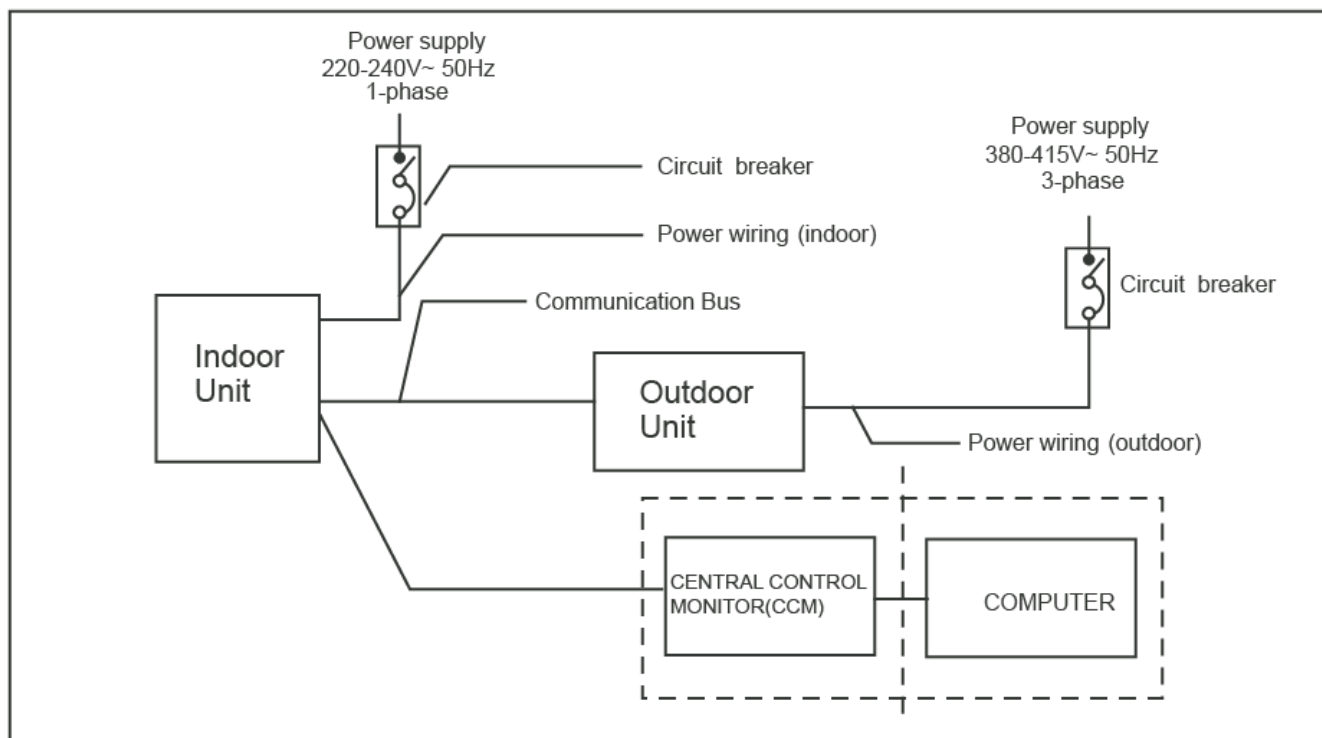 Power supply
220-240V~ 50Hz
1-phase
Power supply
380-415V~ 50Hz
3-phase
Circuit breaker
Power wiring (indoor)
Circuit breaker
Communication Bus
Indoor
Unit
Outdoor
Unit
Power wiring (outdoor)
CENTRAL CONTROL
MONITOR(CCM)
COMPUTER